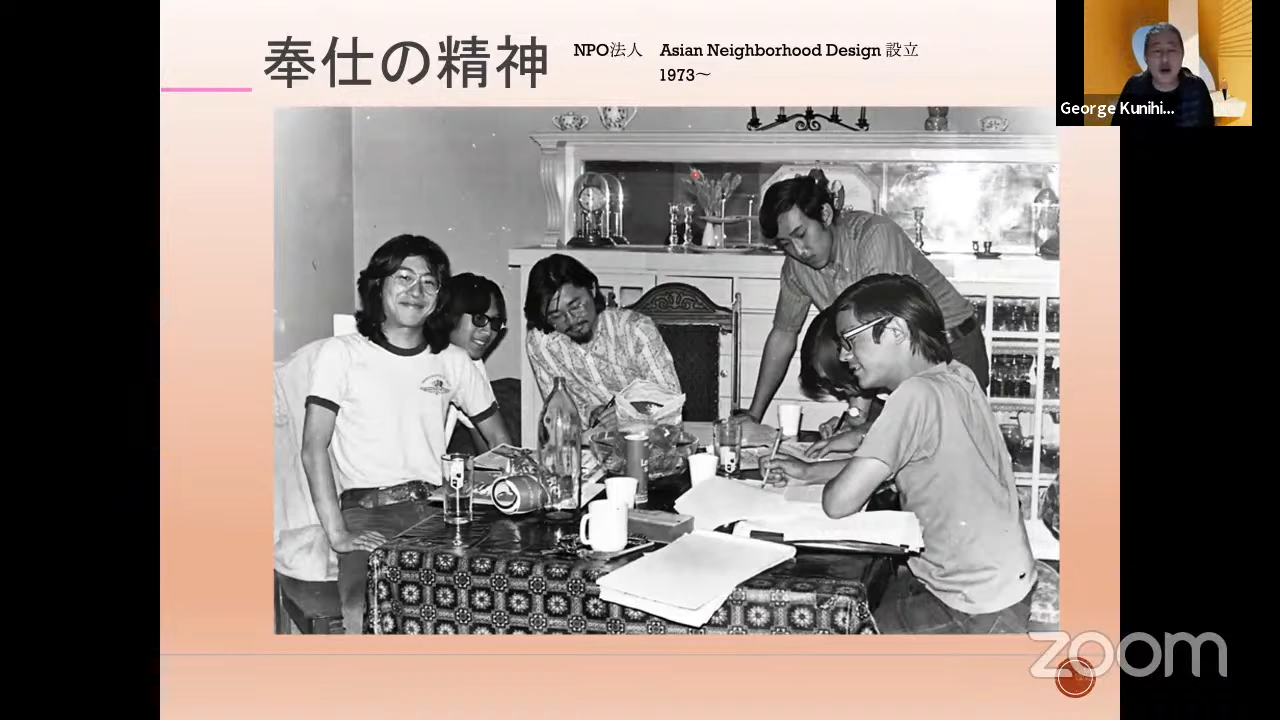 奉仕の精神
NPO法人 Asian Neighborhood Design 設立
1973～
George Kunihi...
zoom